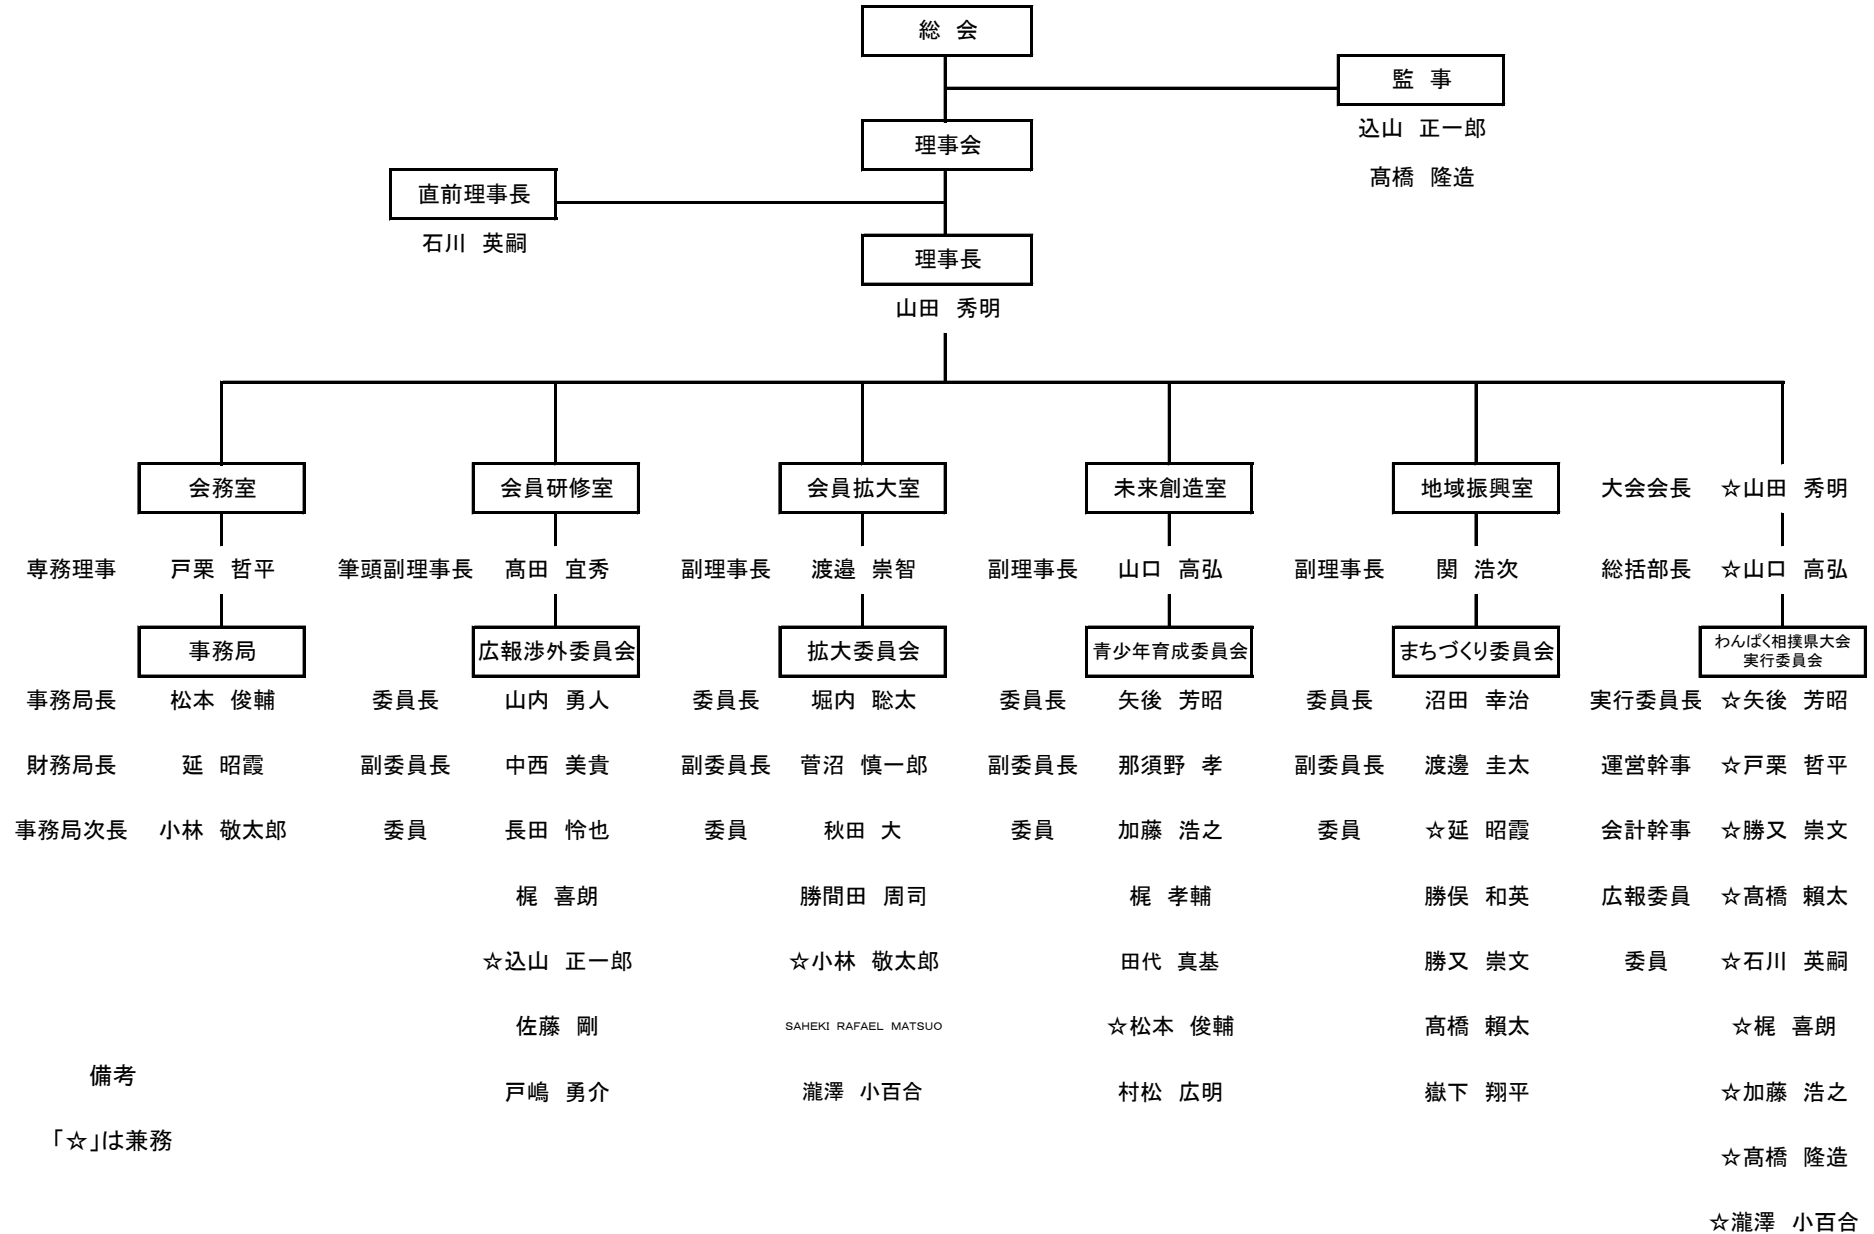 総　会
監　事
込山　正一郎
理事会
髙橋　隆造
直前理事長
石川　英嗣
理事長
山田　秀明
会務室　会員研修室　会員拡大室　未来創造室　地域振興室　大会会長　☆山田　秀明
専務理事　戸栗　哲平　筆頭副理事長　髙田　宜秀　副理事長　渡邉　崇智　副理事長　山口　高弘　副理事長　関　浩次　総括部長　☆山口　高弘
事務局　広報渉外委員会　拡大委員会　青少年育成委員会　まちづくり委員会　わんぱく相撲県大会
実行委員会
事務局長　松本　俊輔　委員長　山内　勇人　委員長　堀内　聡太　委員長　矢後　芳昭　委員長　沼田　幸治　実行委員長　☆矢後　芳昭
財務局長　延　昭霞　副委員長　中西　美貴　副委員長　菅沼　慎一郎　副委員長　那須野　孝　副委員長　渡邊　圭太　運営幹事　☆戸栗　哲平
事務局次長　小林　敬太郎　委員　長田　怜也　委員　秋田　大　委員　加藤　浩之　委員　☆延　昭霞　会計幹事　☆勝又　崇文
梶　喜朗　勝間田　周司　梶　孝輔　勝俣　和英　広報委員　☆髙橋　賴太
☆込山　正一郎　☆小林　敬太郎　田代　真基　勝又　崇文　委員　☆石川　英嗣
佐藤　剛　SAHEKI RAFAEL MATSUO　☆松本　俊輔　髙橋　賴太　☆梶　喜朗
備考
戸嶋　勇介　瀧澤　小百合　村松　広明　嶽下　翔平　☆加藤　浩之
「☆」は兼務
☆髙橋　隆造
☆瀧澤　小百合